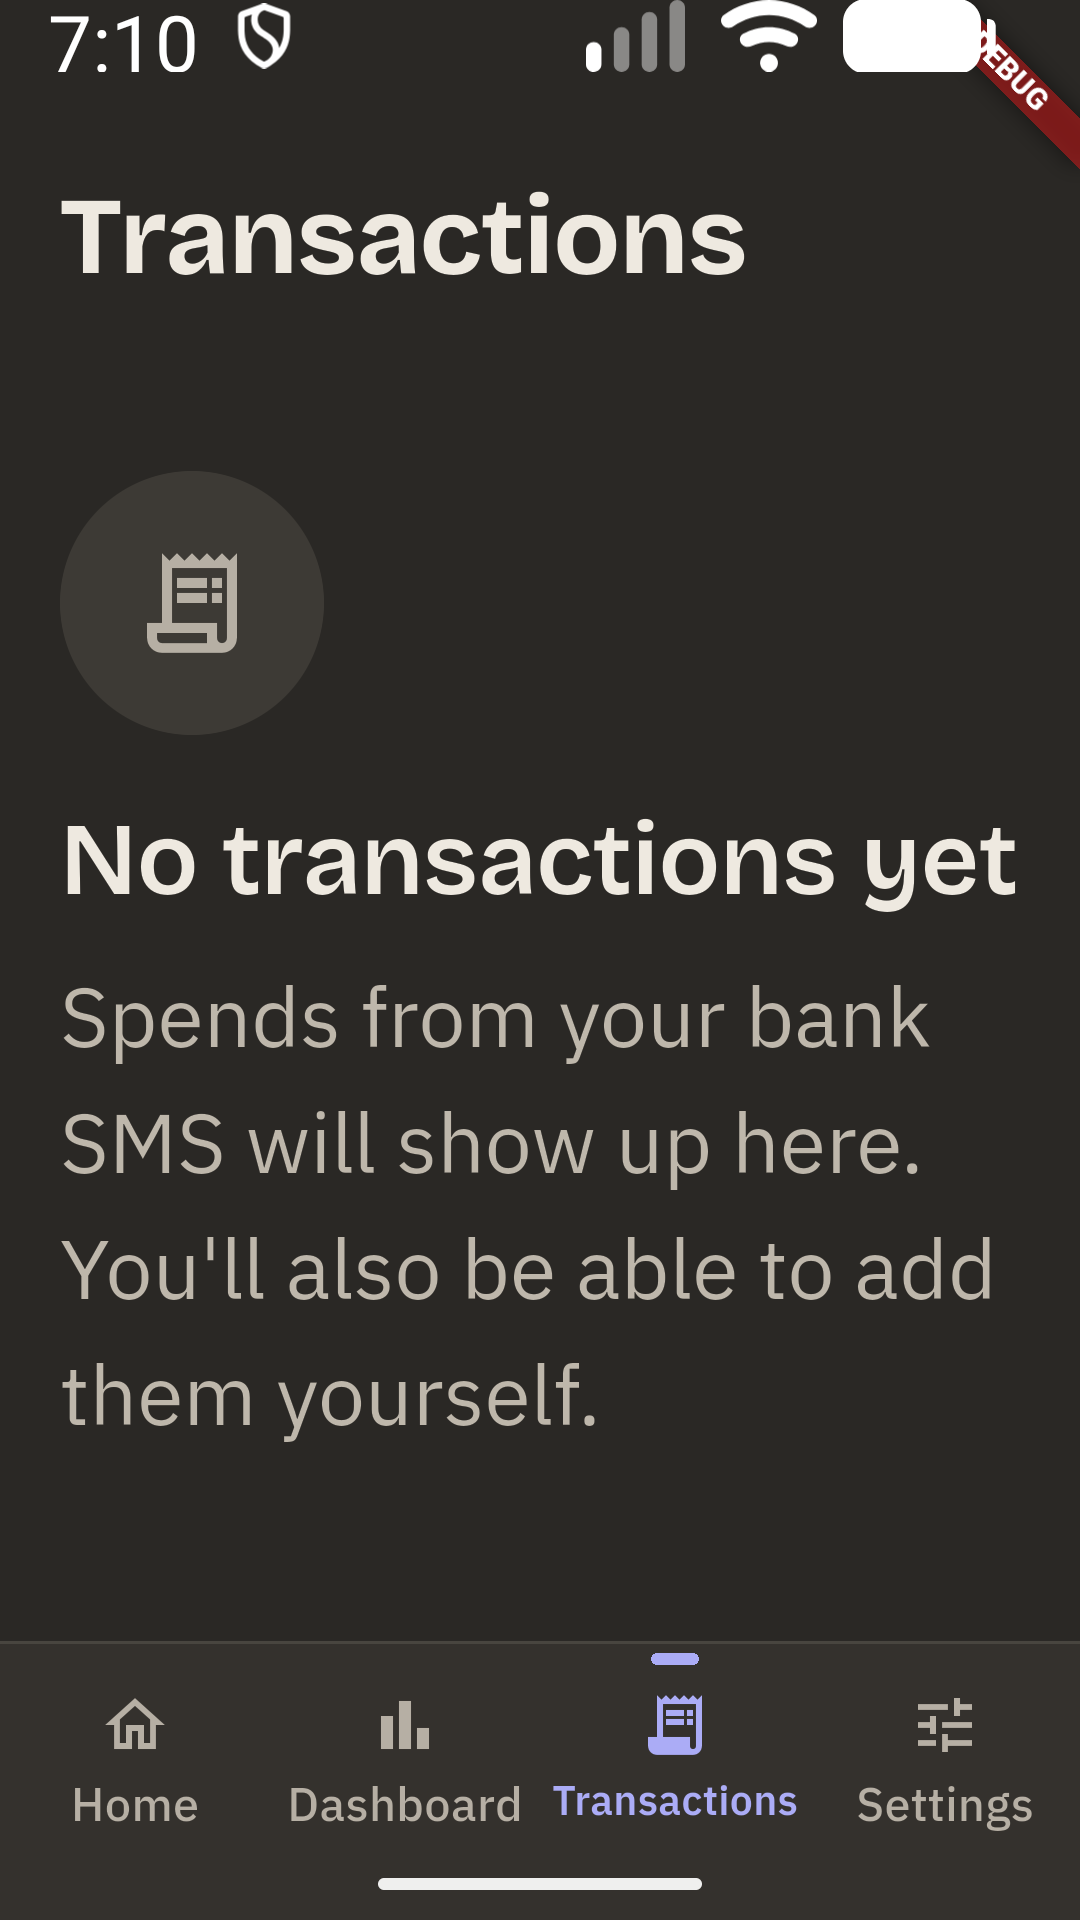 7:10
DEBUG
Transactions
No transactions yet
Spends from your bank
SMS will show up here.
You'll also be able to add
them yourself.
Home
Dashboard
Transactions
Settings